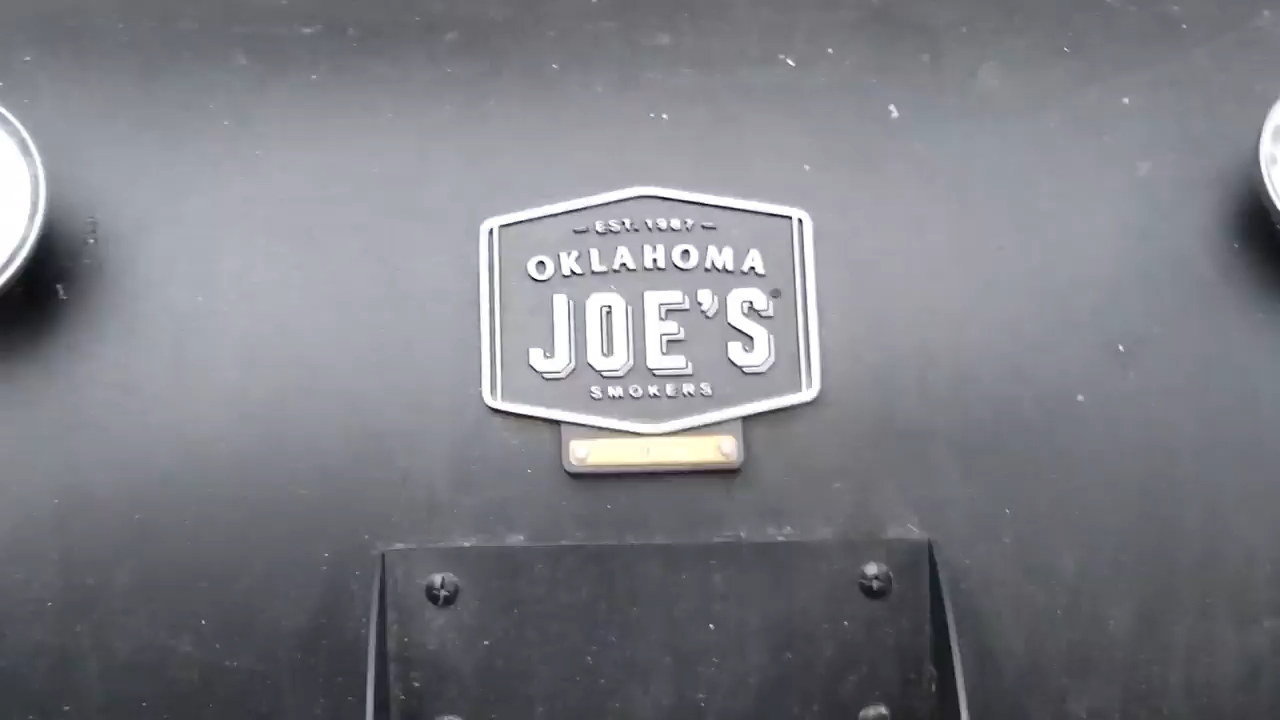 — EST. 1987 —
OKLAHOMA
JOE'S®
SMOKERS